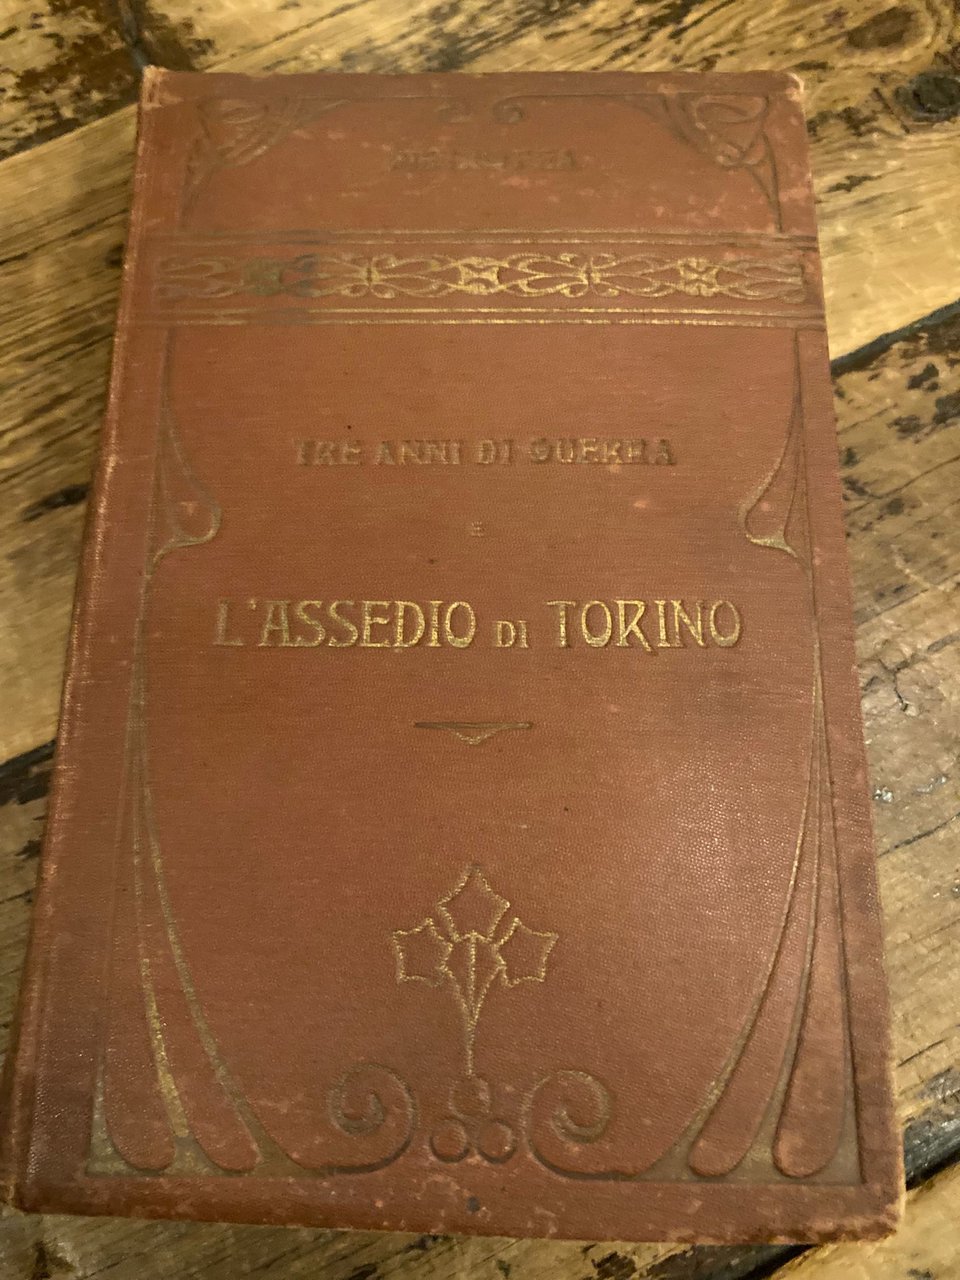 TRE ANNI DI GUERRA
E
L'ASSEDIO DI TORINO